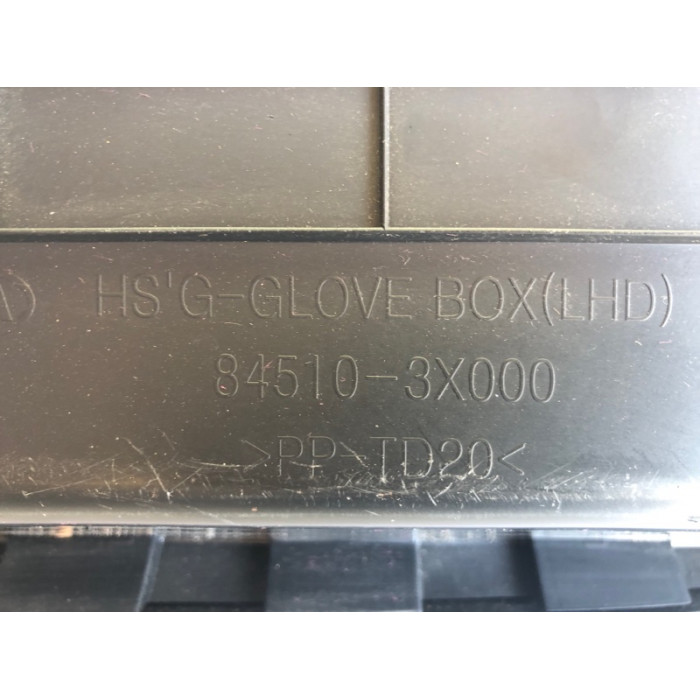 A) HS'G-GLOVE BOX(LHD)
84510-3X000
>PP-TD20<